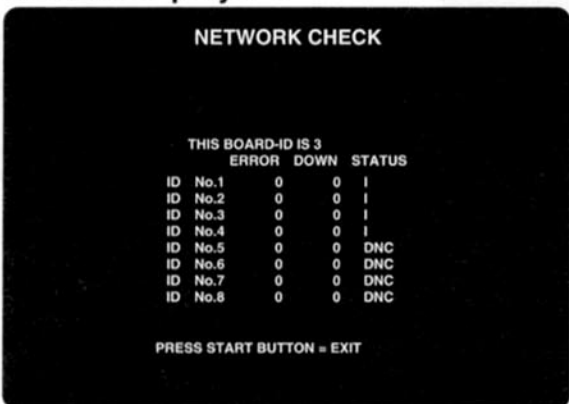 NETWORK CHECK
THIS BOARD-ID IS 3
ERROR DOWN STATUS
ID No.1 0 0 I
ID No.2 0 0 I
ID No.3 0 0 I
ID No.4 0 0 I
ID No.5 0 0 DNC
ID No.6 0 0 DNC
ID No.7 0 0 DNC
ID No.8 0 0 DNC
PRESS START BUTTON = EXIT